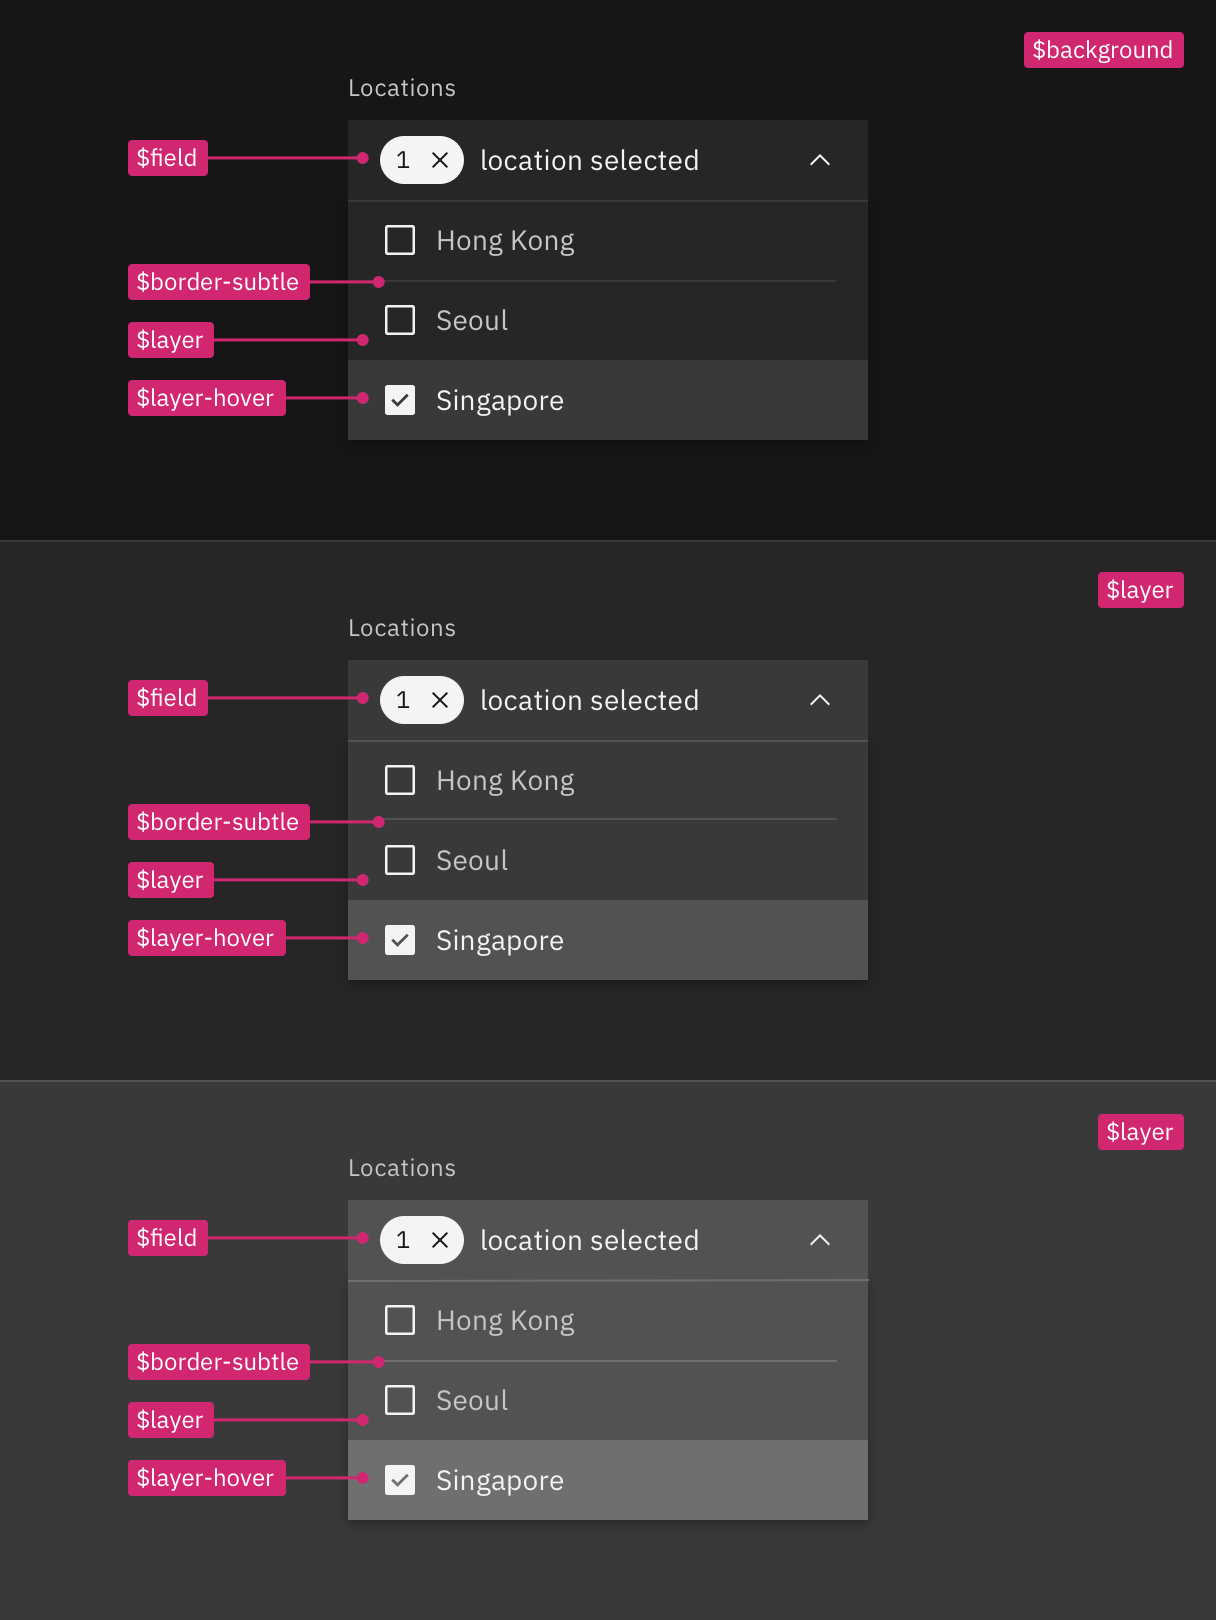 $background
Locations
$field
1 location selected
Hong Kong
$border-subtle
Seoul
$layer
$layer-hover
Singapore
$layer
Locations
$field
1 location selected
Hong Kong
$border-subtle
Seoul
$layer
$layer-hover
Singapore
$layer
Locations
$field
1 location selected
Hong Kong
$border-subtle
Seoul
$layer
$layer-hover
Singapore